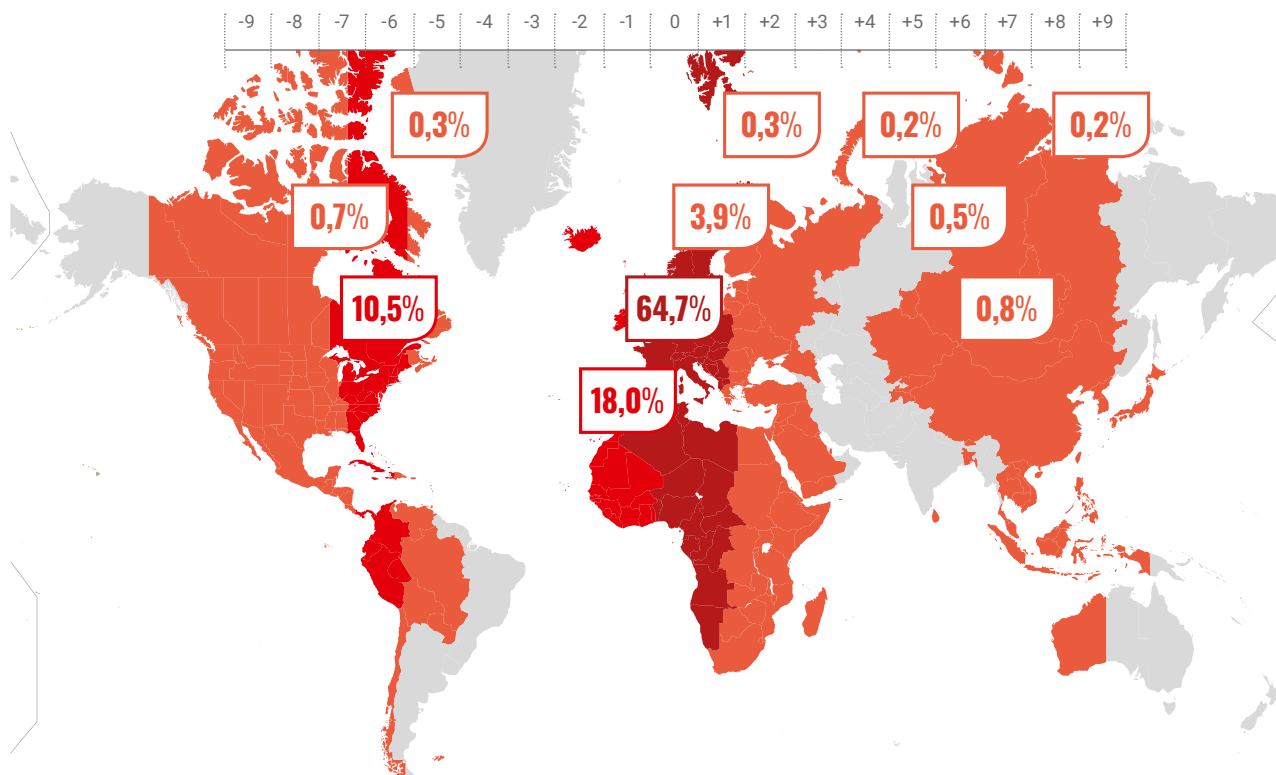 -9 -8 -7 -6 -5 -4 -3 -2 -1 0 +1 +2 +3 +4 +5 +6 +7 +8 +9
0,3% 0,3% 0,2% 0,2%
0,7% 3,9% 0,5%
10,5% 64,7% 0,8%
18,0%